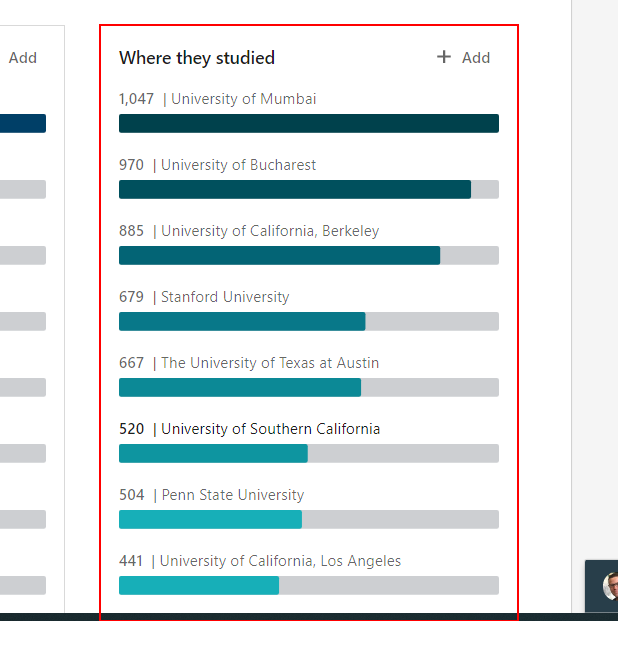 Add
Where they studied
+ Add
1,047 | University of Mumbai
970 | University of Bucharest
885 | University of California, Berkeley
679 | Stanford University
667 | The University of Texas at Austin
520 | University of Southern California
504 | Penn State University
441 | University of California, Los Angeles